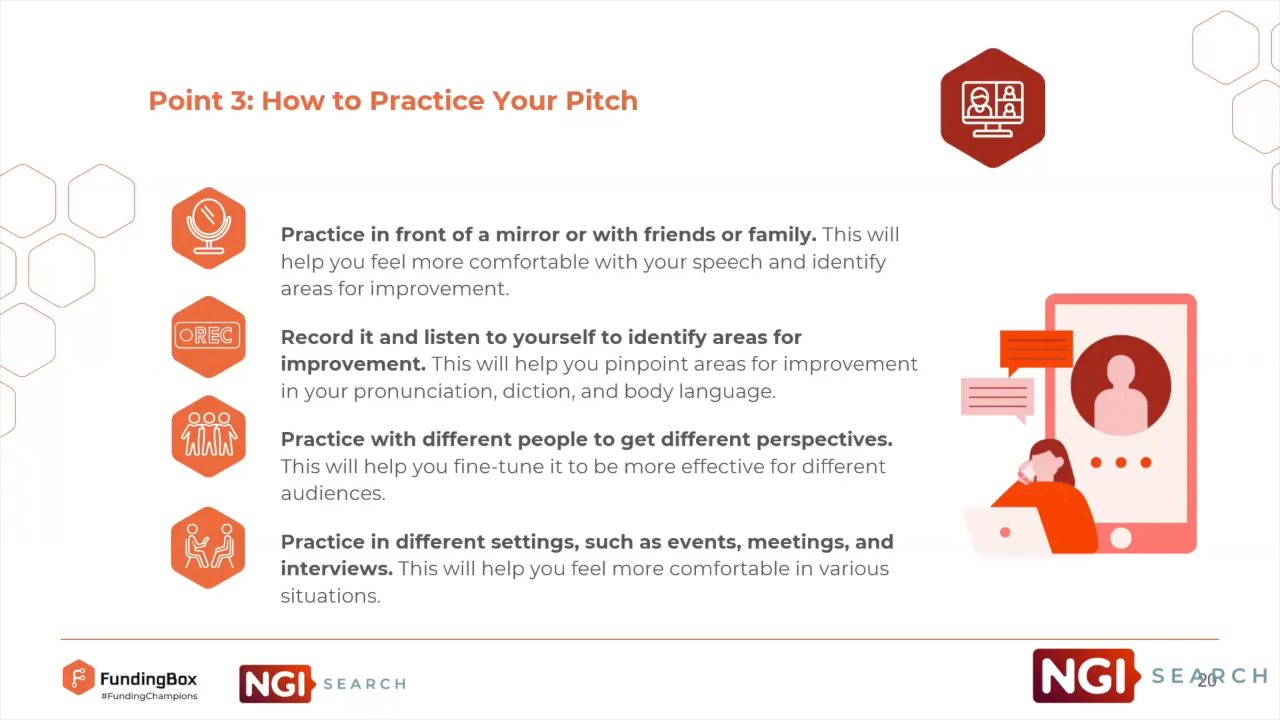 Point 3: How to Practice Your Pitch
Practice in front of a mirror or with friends or family. This will
help you feel more comfortable with your speech and identify
areas for improvement.
REC
Record it and listen to yourself to identify areas for
improvement. This will help you pinpoint areas for improvement
in your pronunciation, diction, and body language.
Practice with different people to get different perspectives.
This will help you fine-tune it to be more effective for different
audiences.
Practice in different settings, such as events, meetings, and
interviews. This will help you feel more comfortable in various
situations.
FundingBox
#FundingChampions
NGI SEARCH
NGI SEARCH
20